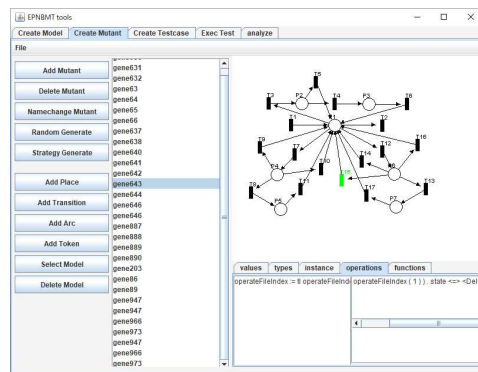 EPNBMT tools
Create Model
Create Mutant
Create Testcase
Exec Test
analyze
File
Add Mutant
Delete Mutant
Namechange Mutant
Random Generate
Strategy Generate
Add Place
Add Transition
Add Arc
Add Token
Select Model
Delete Model
gene631
gene632
gene63
gene64
gene65
gene66
gene637
gene638
gene640
gene641
gene642
gene643
gene644
gene646
gene646
gene887
gene888
gene889
gene890
gene203
gene86
gene89
gene947
gene947
gene966
gene973
gene947
gene966
gene973
T5
T3
P2
T4
P3
T6
T1
T2
T9
T7
T12
T16
T14
P4
T10
T8
T11
T17
T13
P5
P7
values
types
instance
operations
functions
operateFileIndex := fl operateFileInd
operateFileIndex ( 1 ) ) . state <=> <Del